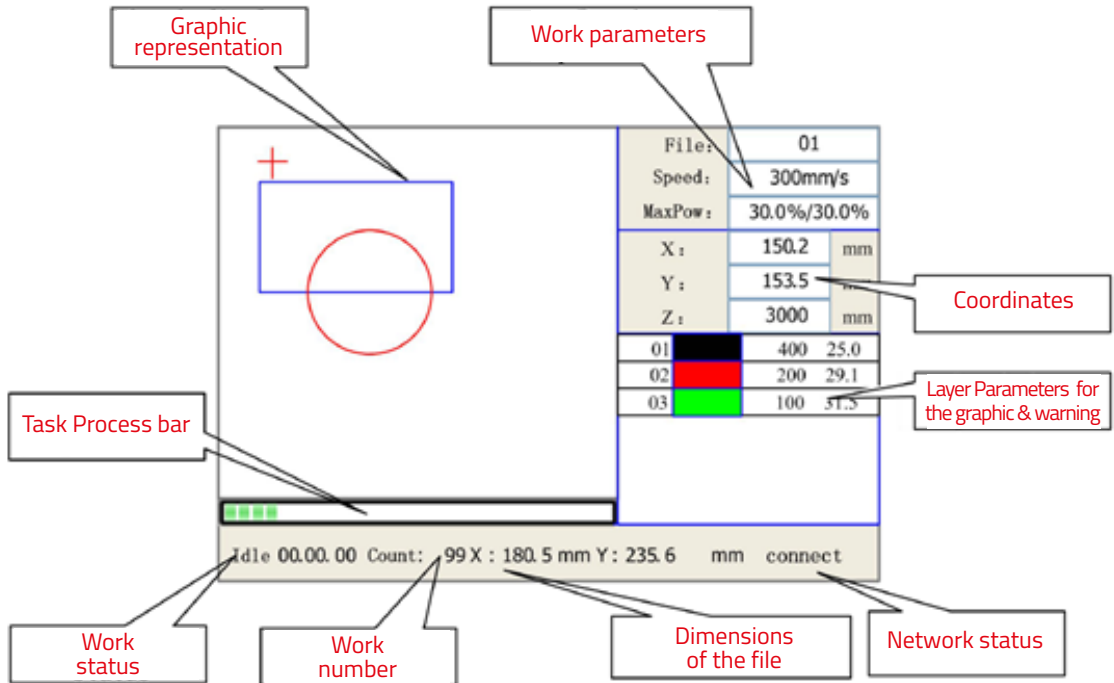 Graphic
representation
Work parameters
File: 01
Speed: 300mm/s
MaxPow: 30.0%/30.0%
X: 150.2 mm
Y: 153.5
Z: 3000 mm
Coordinates
01 400 25.0
02 200 29.1
03 100 31.5
Layer Parameters for
the graphic & warning
Task Process bar
Idle 00.00.00 Count: 99 X : 180.5 mm Y : 235.6 mm connect
Work
status
Work
number
Dimensions
of the file
Network status